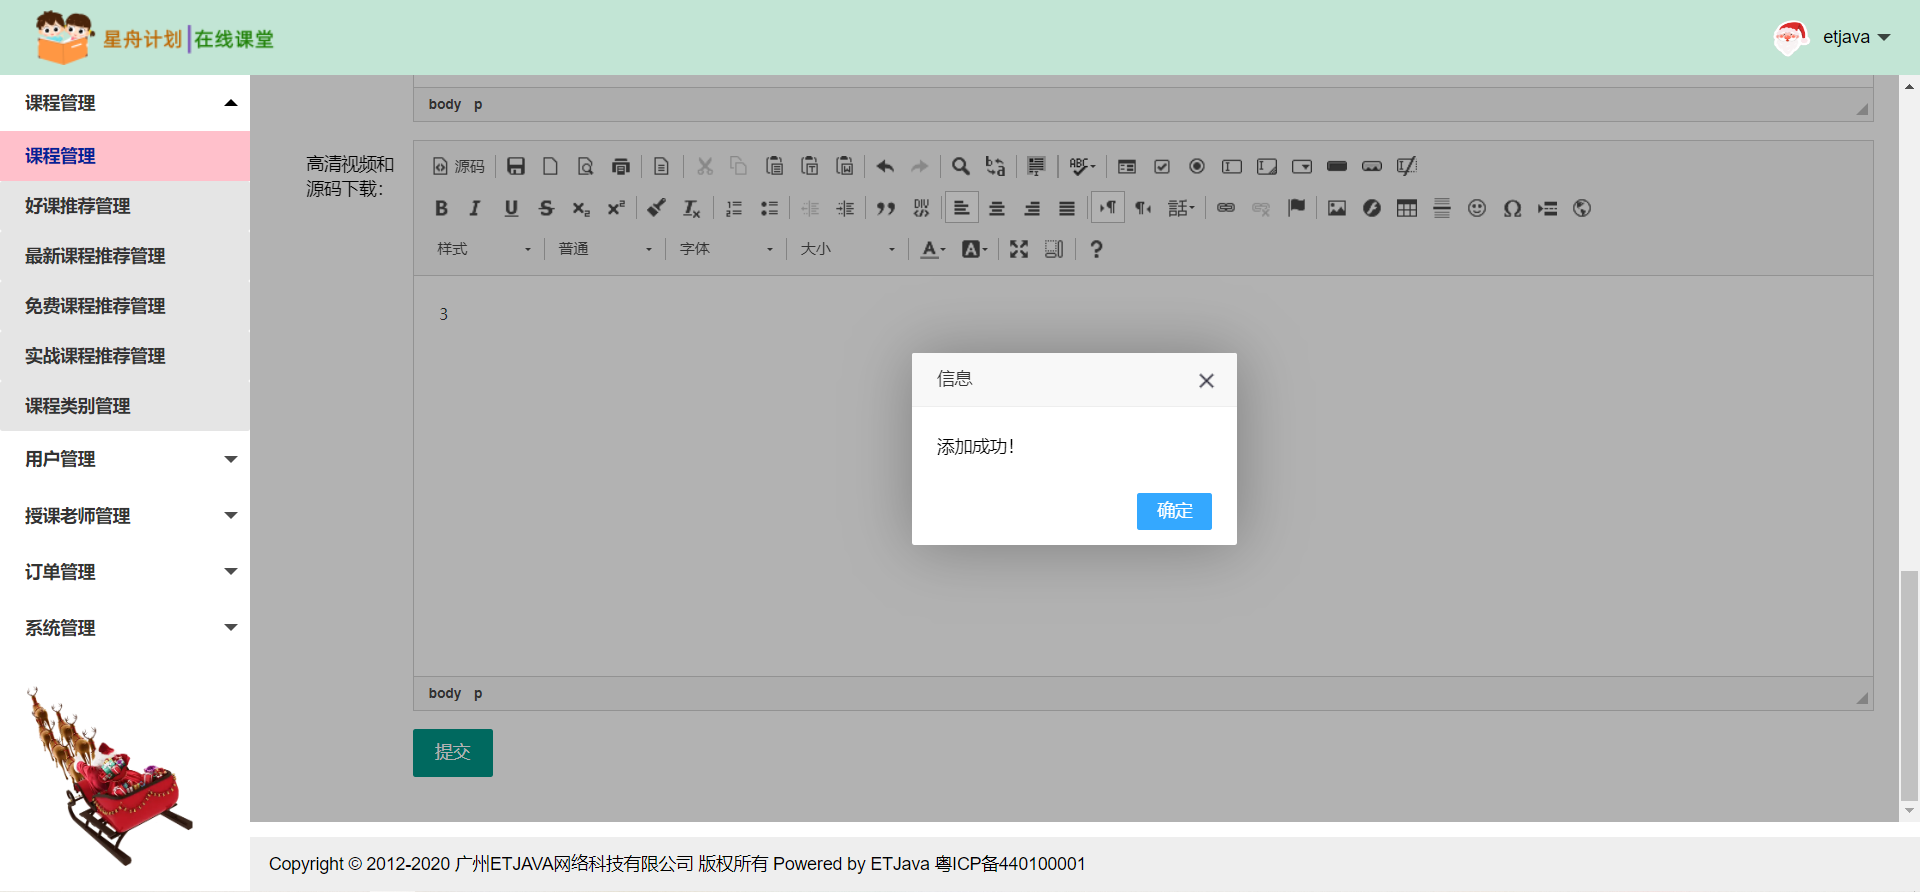 星舟计划|在线课堂
etjava
课程管理
课程管理
好课推荐管理
最新课程推荐管理
免费课程推荐管理
实战课程推荐管理
课程类别管理
用户管理
授课老师管理
订单管理
系统管理
body p
高清视频和
源码下载：
源码
样式 普通 字体 大小
3
body p
提交
信息
添加成功！
确定
Copyright © 2012-2020 广州ETJAVA网络科技有限公司 版权所有 Powered by ETJava 粤ICP备440100001